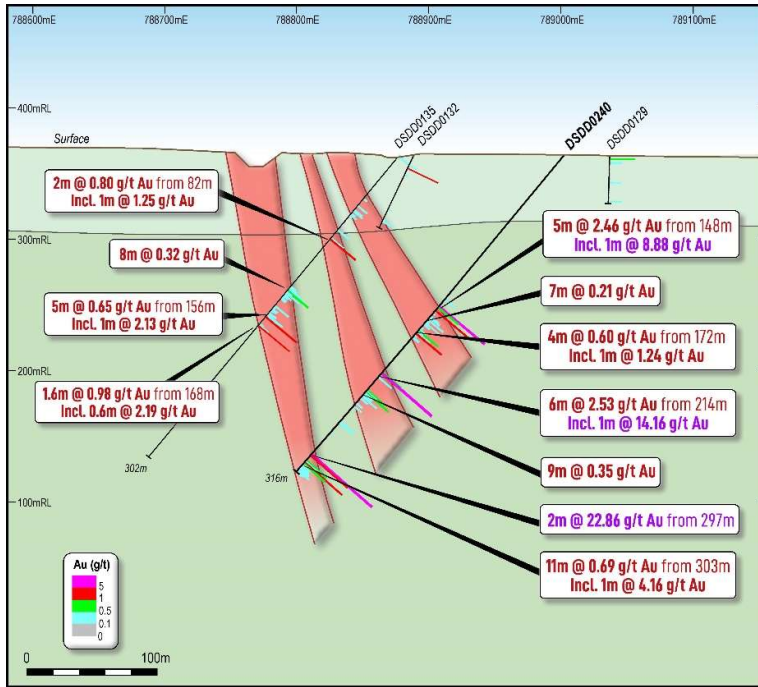 788600mE 788700mE 788800mE 788900mE 789000mE 789100mE
400mRL
Surface
DSDD0135
DSDD0132
DSDD0240
DSDD0129
2m @ 0.80 g/t Au from 82m
Incl. 1m @ 1.25 g/t Au
300mRL
8m @ 0.32 g/t Au
5m @ 0.65 g/t Au from 156m
Incl. 1m @ 2.13 g/t Au
200mRL
1.6m @ 0.98 g/t Au from 168m
Incl. 0.6m @ 2.19 g/t Au
302m
316m
100mRL
5m @ 2.46 g/t Au from 148m
Incl. 1m @ 8.88 g/t Au
7m @ 0.21 g/t Au
4m @ 0.60 g/t Au from 172m
Incl. 1m @ 1.24 g/t Au
6m @ 2.53 g/t Au from 214m
Incl. 1m @ 14.16 g/t Au
9m @ 0.35 g/t Au
2m @ 22.86 g/t Au from 297m
11m @ 0.69 g/t Au from 303m
Incl. 1m @ 4.16 g/t Au
Au (g/t)
5
1
0.5
0.1
0
0 100m